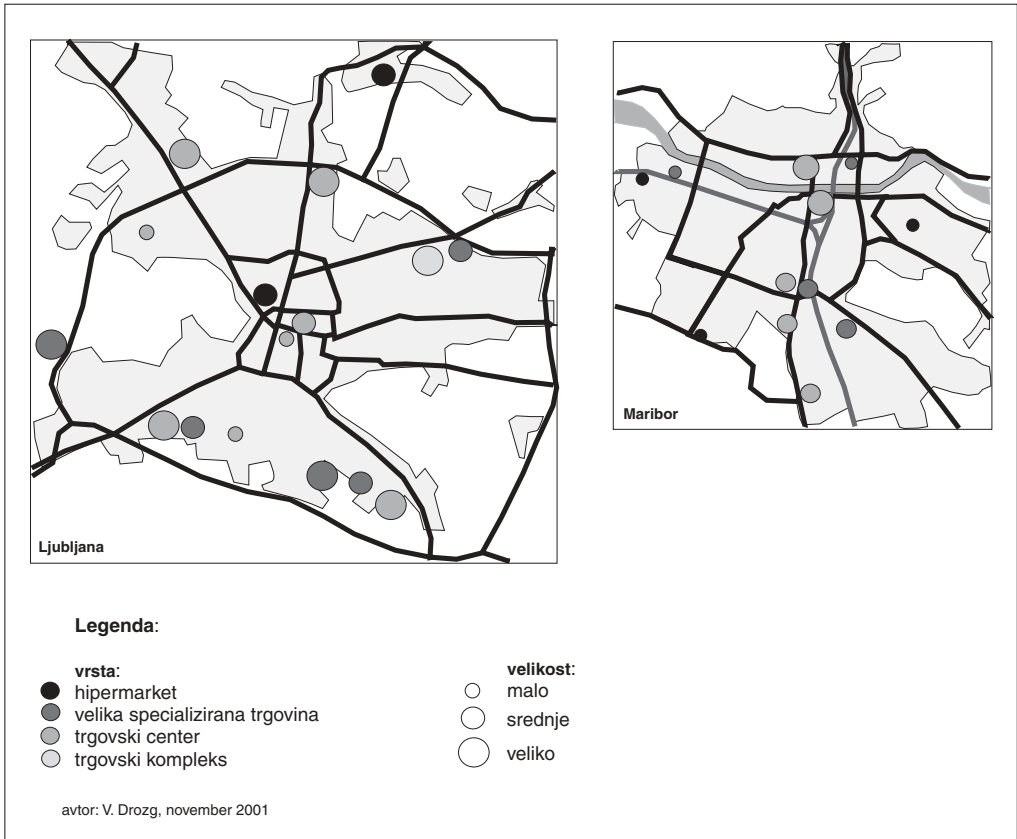 Ljubljana
Maribor
Legenda:
vrsta:
hipermarket
velika specializirana trgovina
trgovski center
trgovski kompleks
velikost:
malo
srednje
veliko
avtor: V. Drozg, november 2001